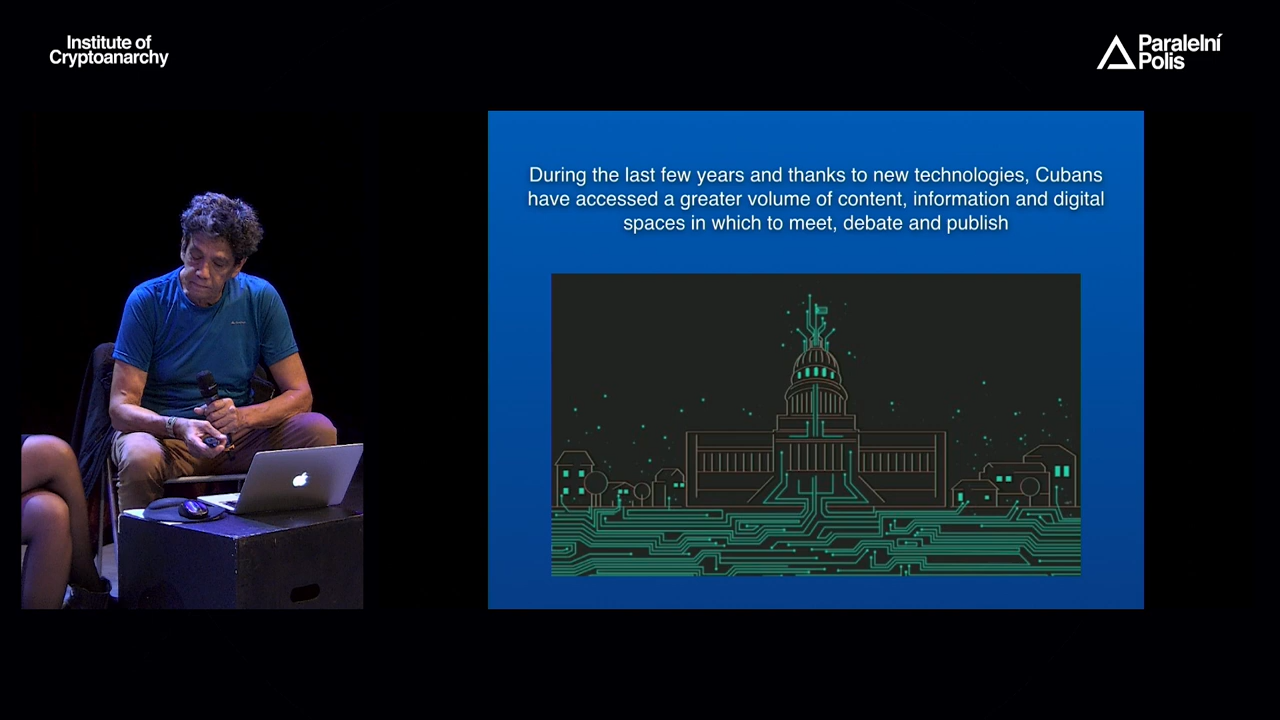 Institute of
Cryptoanarchy
Paralelní
Polis
During the last few years and thanks to new technologies, Cubans
have accessed a greater volume of content, information and digital
spaces in which to meet, debate and publish